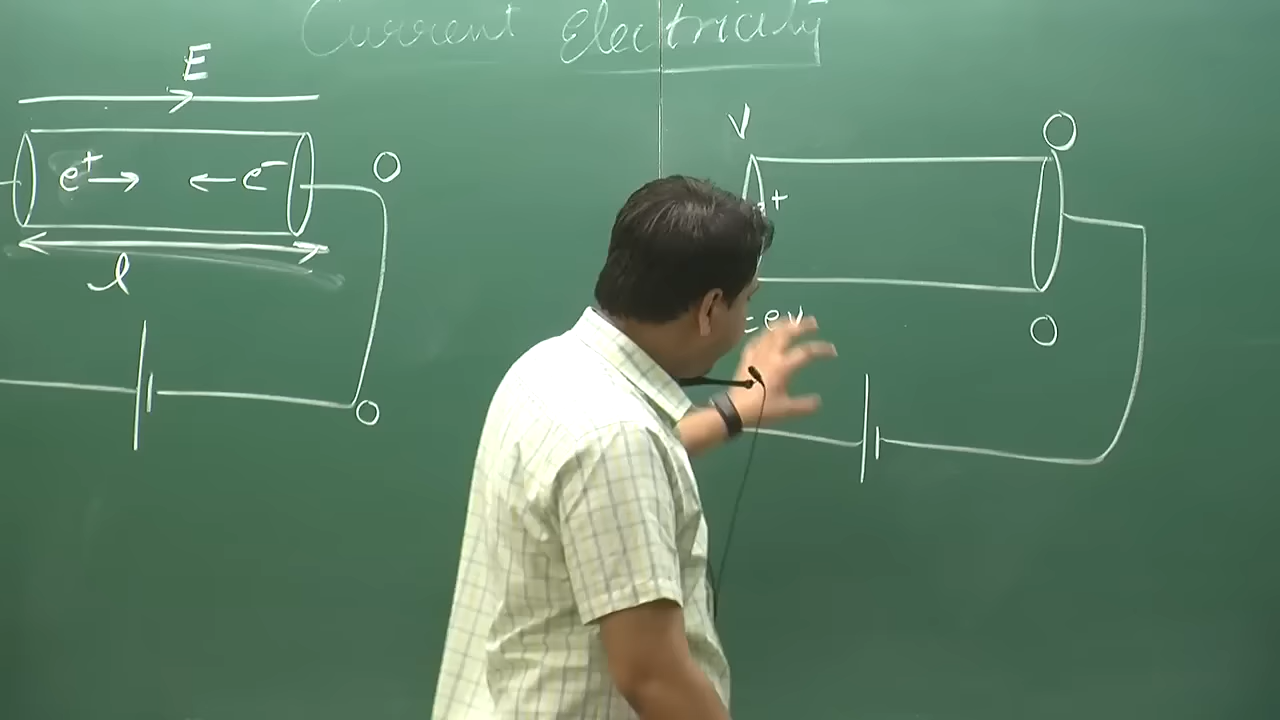 Current Electricity
E
e⁺ → ← e⁻
O
l
O
V
O
+
= eV
O